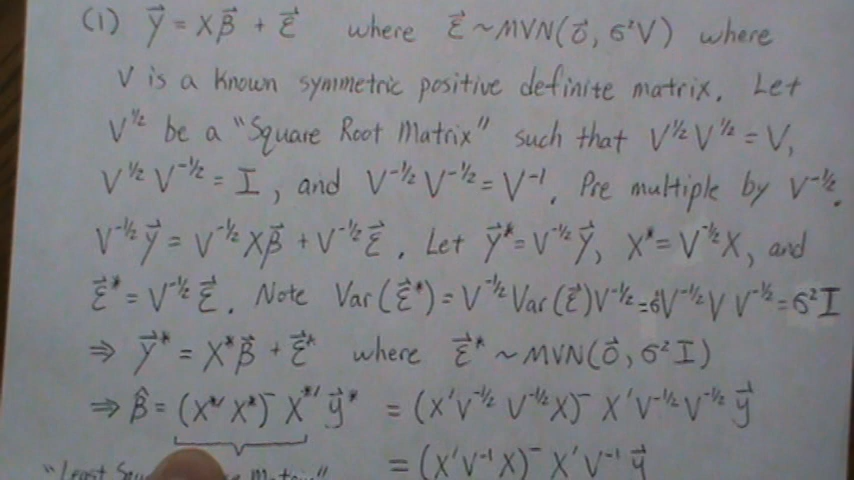 (1) y⃗ = Xβ⃗ + ε⃗ where ε⃗ ~ MVN(0⃗, σ²V) where
V is a known symmetric positive definite matrix. Let
V^½ be a "Square Root Matrix" such that V^½ V^½ = V,
V^½ V^-½ = I, and V^-½ V^-½ = V^-1. Pre multiple by V^-½.
V^-½ y⃗ = V^-½ Xβ⃗ + V^-½ ε⃗. Let y⃗* = V^-½ y⃗, X* = V^-½ X, and
ε⃗* = V^-½ ε⃗. Note Var(ε⃗*) = V^-½ Var(ε⃗) V^-½ = σ²V^-½ V V^-½ = σ²I
⇒ y⃗* = X*β⃗ + ε⃗* where ε⃗* ~ MVN(0⃗, σ²I)
⇒ β̂ = (X*′ X*)⁻ X*′ y⃗* = (X′V^-½ V^-½ X)⁻ X′V^-½ V^-½ y⃗
= (X′V^-1 X)⁻ X′V^-1 y⃗
"Least